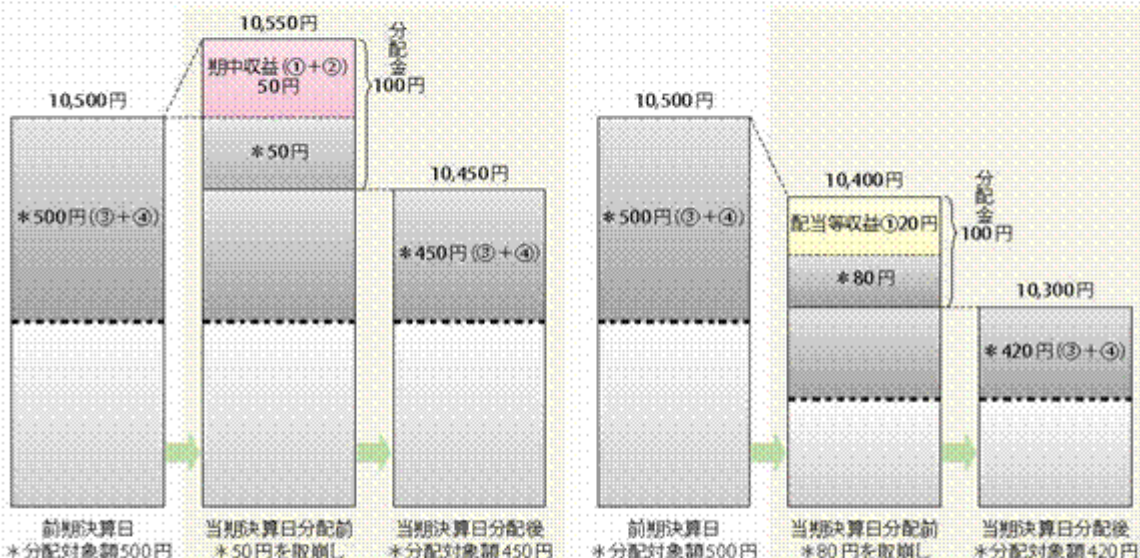 10,550円
分配金
期中収益(①+②)
50円
100円
10,500円
*50円
10,450円
*500円(③+④)
*450円(③+④)
前期決算日
*分配対象額500円
当期決算日分配前
*50円を取崩し
当期決算日分配後
*分配対象額450円
10,500円
10,400円
分配金
*500円(③+④)
配当等収益①20円
100円
*80円
10,300円
*420円(③+④)
前期決算日
*分配対象額500円
当期決算日分配前
*80円を取崩し
当期決算日分配後
*分配対象額420円